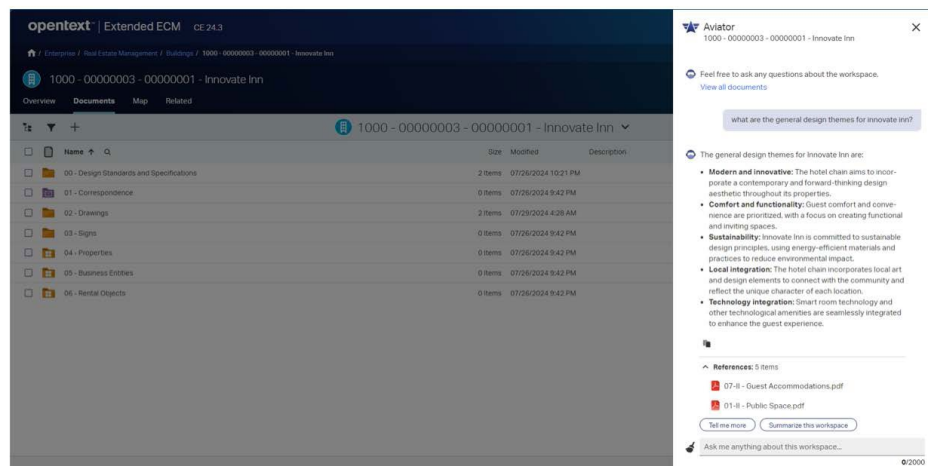 opentext™ | Extended ECM CE 24.3
/ Enterprise / Real Estate Management / Buildings / 1000 - 00000003 - 00000001 - Innovate Inn
1000 - 00000003 - 00000001 - Innovate Inn
Overview Documents Map Related
1000 - 00000003 - 00000001 - Innovate Inn
Name Size Modified Description
00 - Design Standards and Specifications 2 Items 07/26/2024 10:21 PM
01 - Correspondence 0 Items 07/26/2024 9:42 PM
02 - Drawings 2 Items 07/29/2024 4:28 AM
03 - Signs 0 Items 07/26/2024 9:42 PM
04 - Properties 0 Items 07/26/2024 9:42 PM
05 - Business Entities 0 Items 07/26/2024 9:42 PM
06 - Rental Objects 0 Items 07/26/2024 9:42 PM
Aviator
1000 - 00000003 - 00000001 - Innovate Inn
Feel free to ask any questions about the workspace.
View all documents
what are the general design themes for innovate inn?
The general design themes for Innovate Inn are:
• Modern and innovative: The hotel chain aims to incor-
porate a contemporary and forward-thinking design
aesthetic throughout its properties.
• Comfort and functionality: Guest comfort and conve-
nience are prioritized, with a focus on creating functional
and inviting spaces.
• Sustainability: Innovate Inn is committed to sustainable
design principles, using energy-efficient materials and
practices to reduce environmental impact.
• Local integration: The hotel chain incorporates local art
and design elements to connect with the community and
reflect the unique character of each location.
• Technology integration: Smart room technology and
other technological amenities are seamlessly integrated
to enhance the guest experience.
References: 5 items
07-II - Guest Accommodations.pdf
01-II - Public Space.pdf
Tell me more Summarize this workspace
Ask me anything about this workspace...
0/2000